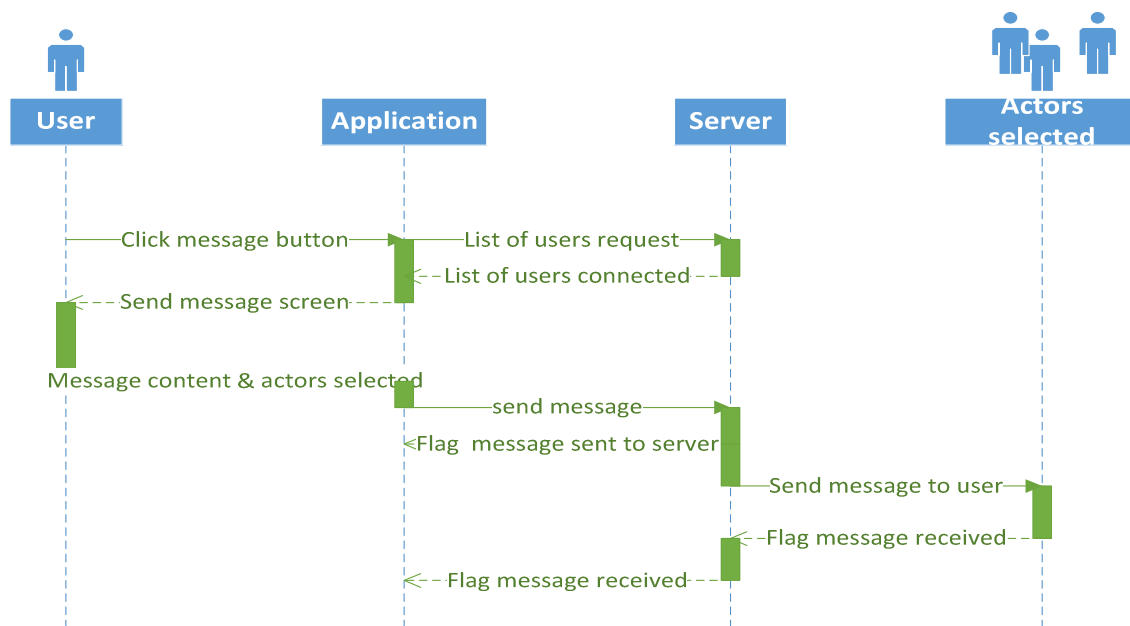 User
Application
Server
Actors
selected
Click message button
List of users request
List of users connected
Send message screen
Message content & actors selected
send message
Flag  message sent to server
Send message to user
Flag message received
Flag message received